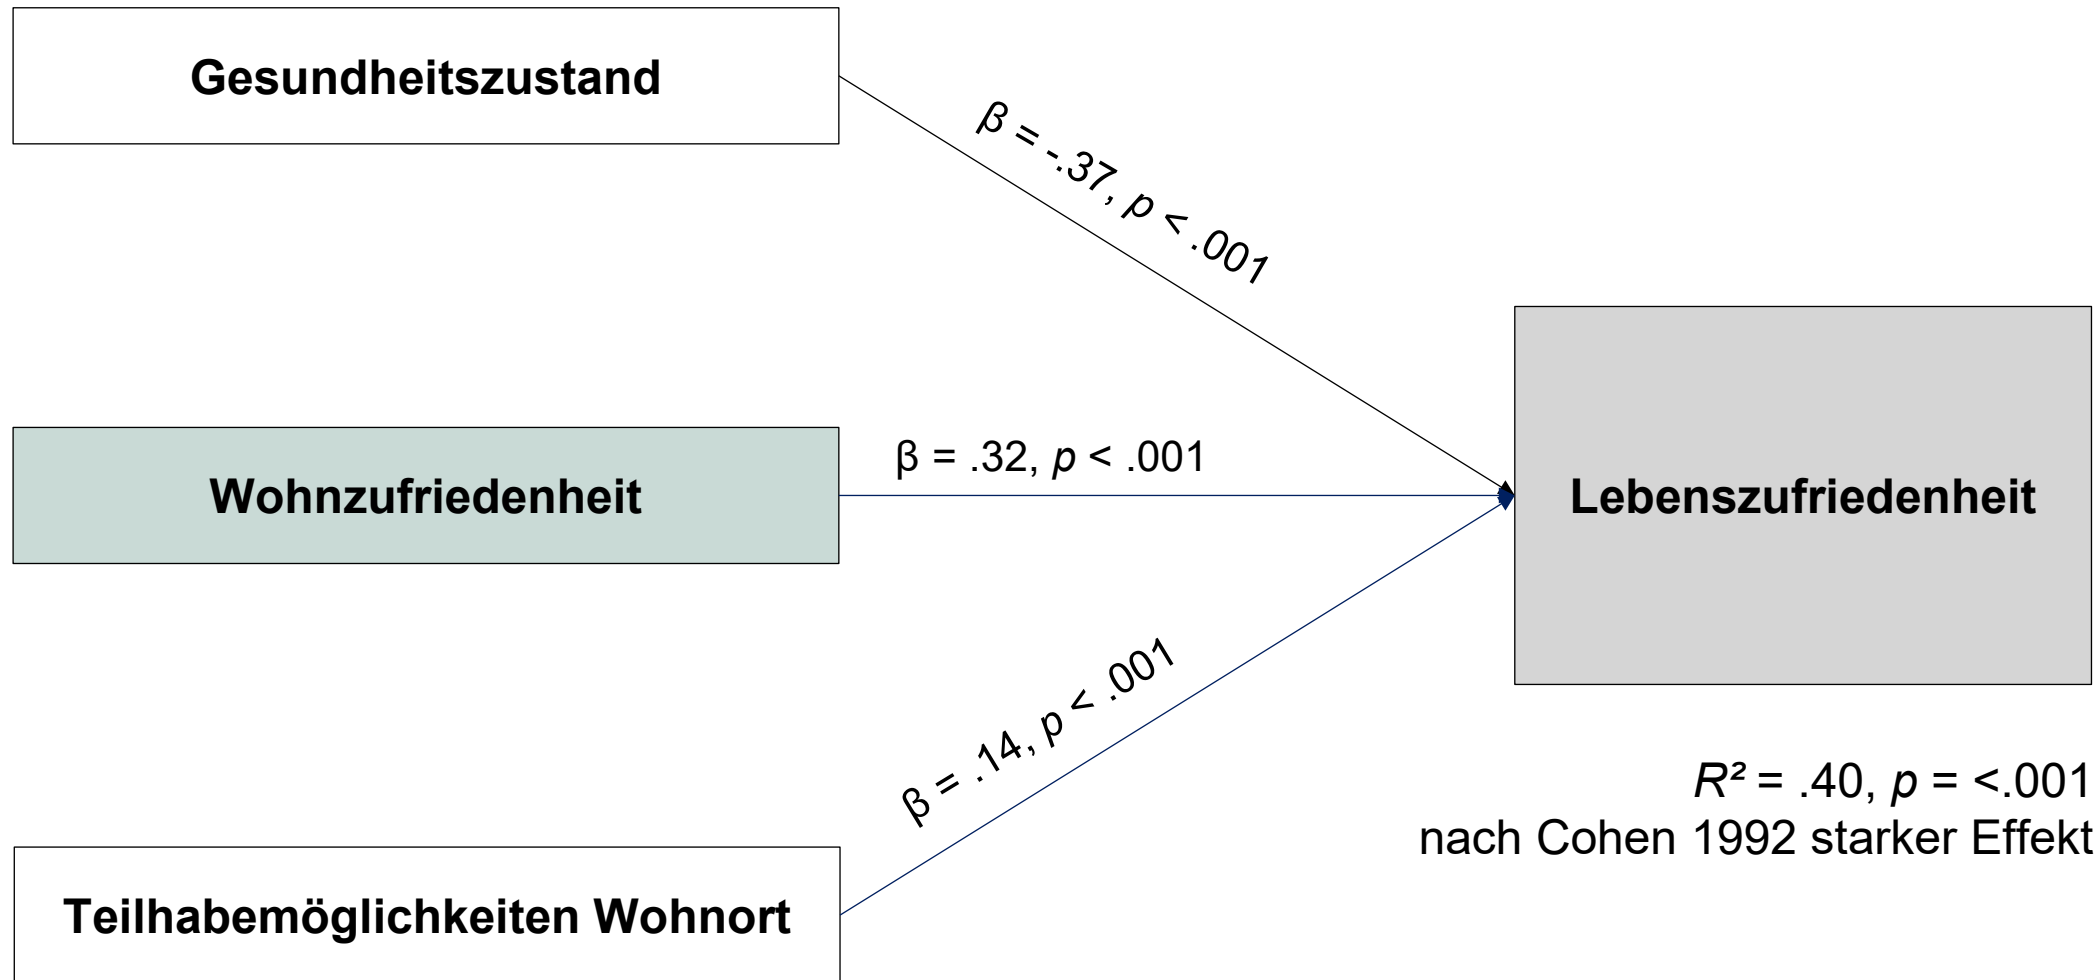 Gesundheitszustand
β = -.37, p < .001
Wohnzufriedenheit
β = .32, p < .001
Lebenszufriedenheit
β = .14, p < .001
R² = .40, p = <.001
nach Cohen 1992 starker Effekt
Teilhabemöglichkeiten Wohnort